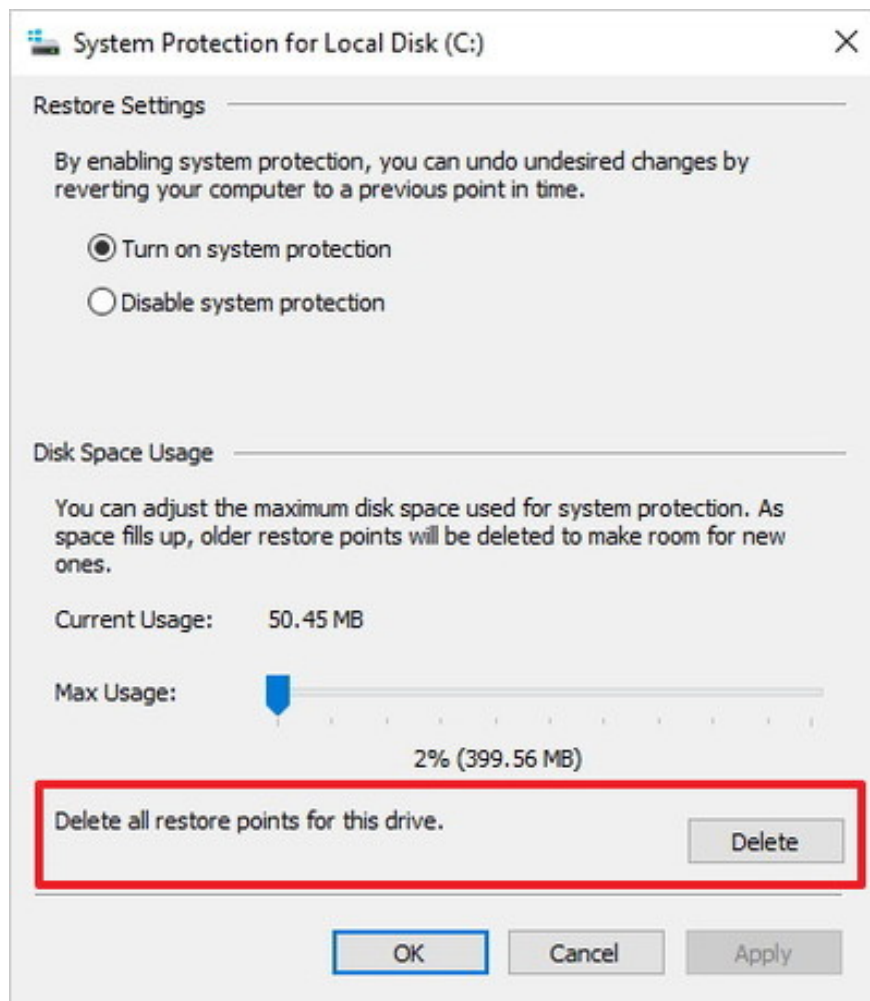 System Protection for Local Disk (C:)
Restore Settings
By enabling system protection, you can undo undesired changes by
reverting your computer to a previous point in time.
Turn on system protection
Disable system protection
Disk Space Usage
You can adjust the maximum disk space used for system protection. As
space fills up, older restore points will be deleted to make room for new
ones.
Current Usage: 50.45 MB
Max Usage:
2% (399.56 MB)
Delete all restore points for this drive.
Delete
OK Cancel Apply